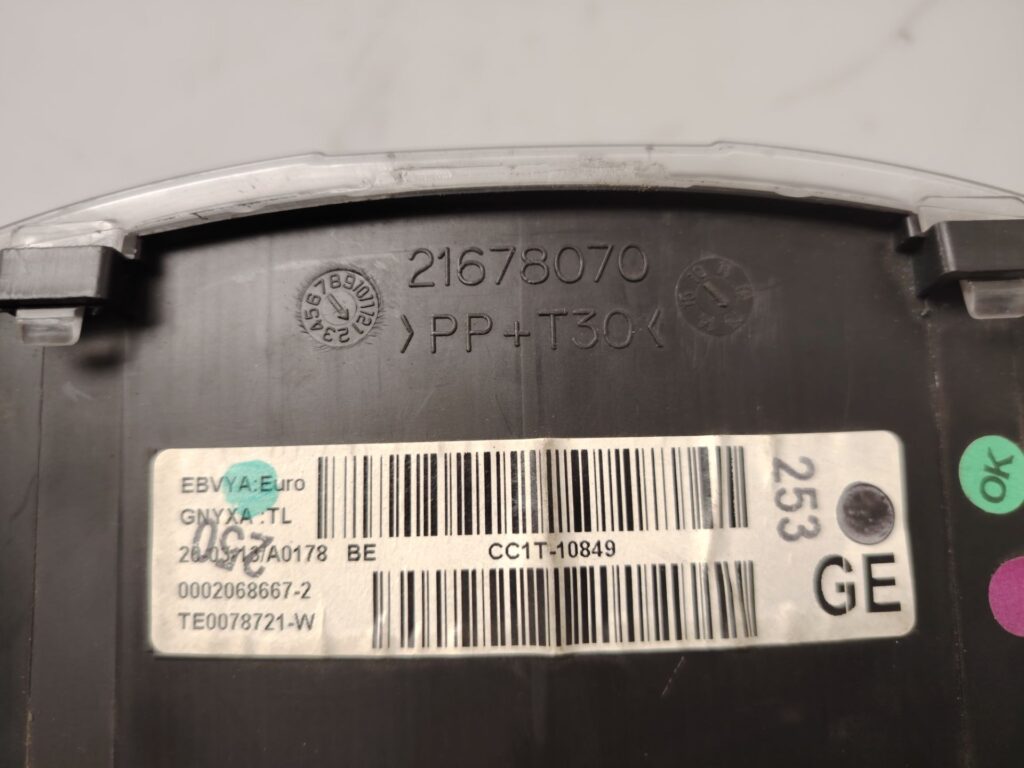 21678070
>PP+T30<
EBVYA:Euro
GNYXA :TL
BE
CC1T-10849
0002068667-2
TE0078721-W
253
GE
OK